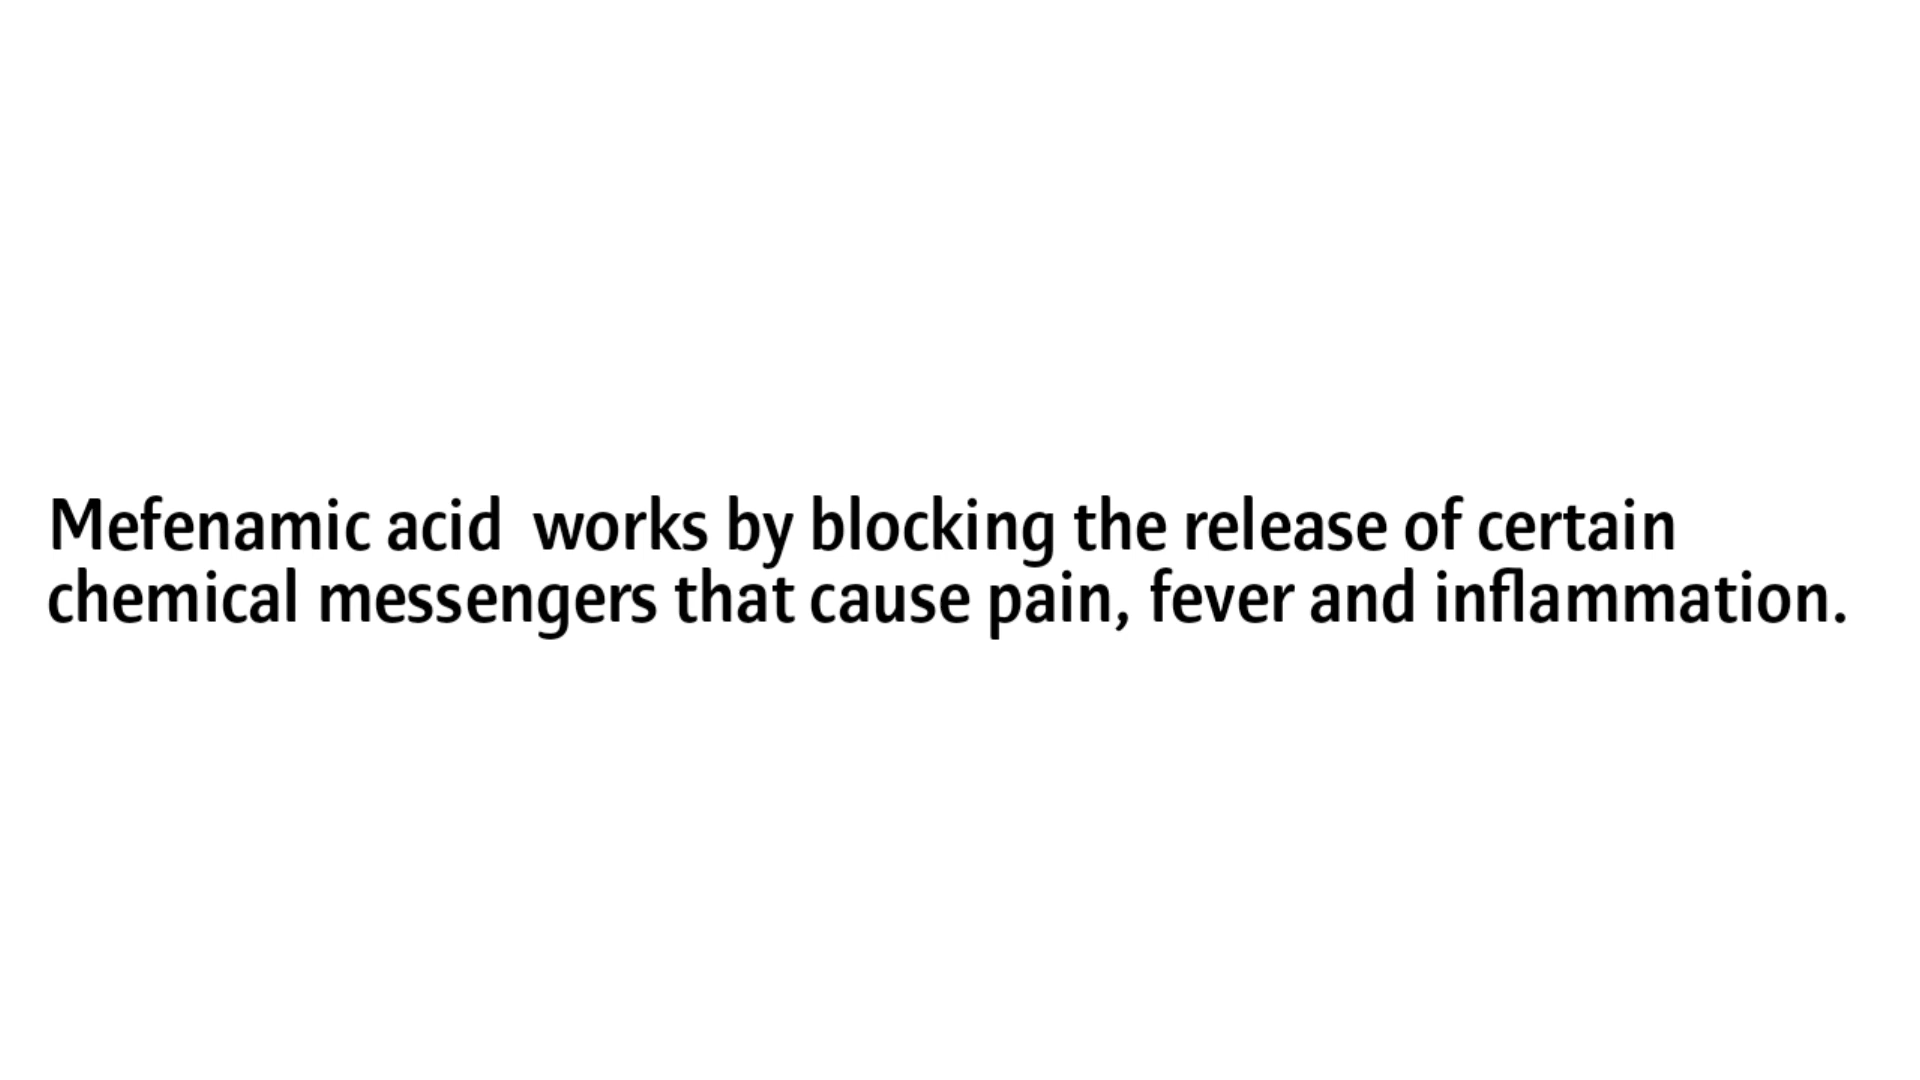 Mefenamic acid  works by blocking the release of certain
chemical messengers that cause pain, fever and inflammation.